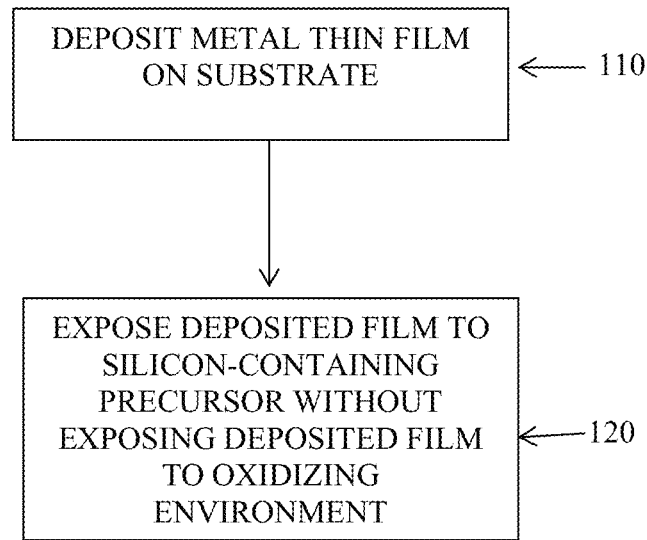 DEPOSIT METAL THIN FILM
ON SUBSTRATE
110
EXPOSE DEPOSITED FILM TO
SILICON-CONTAINING
PRECURSOR WITHOUT
EXPOSING DEPOSITED FILM
TO OXIDIZING
ENVIRONMENT
120